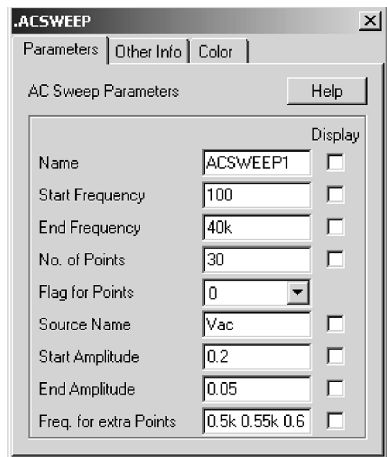 .ACSWEEP
Parameters Other Info Color
AC Sweep Parameters Help
Display
Name ACSWEEP1
Start Frequency 100
End Frequency 40k
No. of Points 30
Flag for Points 0
Source Name Vac
Start Amplitude 0.2
End Amplitude 0.05
Freq. for extra Points 0.5k 0.55k 0.6